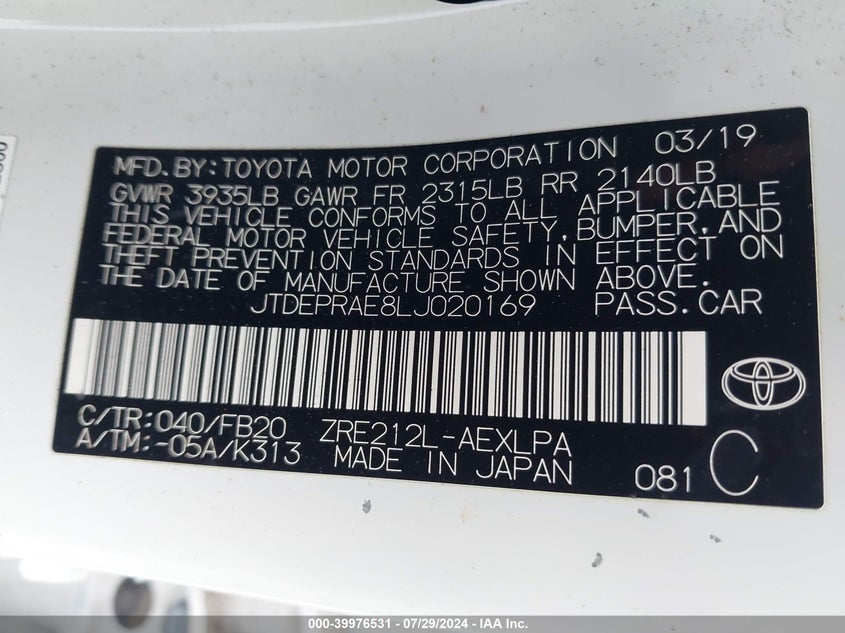 MFD.BY:TOYOTA MOTOR CORPORATION 03/19
GVWR 3935LB GAWR FR 2315LB RR 2140LB
THIS VEHICLE CONFORMS TO ALL APPLICABLE
FEDERAL MOTOR VEHICLE SAFETY,BUMPER,AND
THEFT PREVENTION STANDARDS IN EFFECT ON
THE DATE OF MANUFACTURE SHOWN ABOVE.
JTDEPRAE8LJ020169 PASS.CAR
C/TR:040/FB20 ZRE212L-AEXLPA
A/TM:-05A/K313 MADE IN JAPAN 081 C
000-39976531 - 07/29/2024 - IAA Inc.